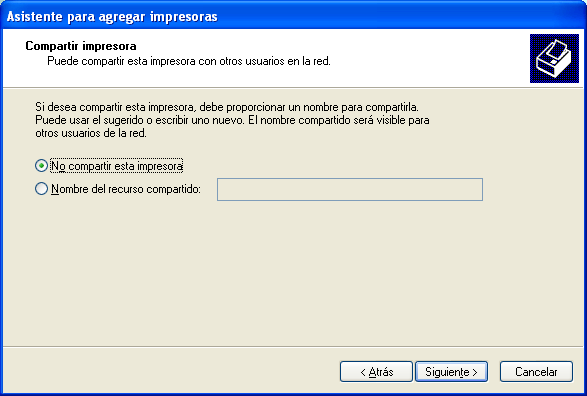 Asistente para agregar impresoras
Compartir impresora
Puede compartir esta impresora con otros usuarios en la red.
Si desea compartir esta impresora, debe proporcionar un nombre para compartirla.
Puede usar el sugerido o escribir uno nuevo. El nombre compartido será visible para
otros usuarios de la red.
No compartir esta impresora
Nombre del recurso compartido:
< Atrás
Siguiente >
Cancelar